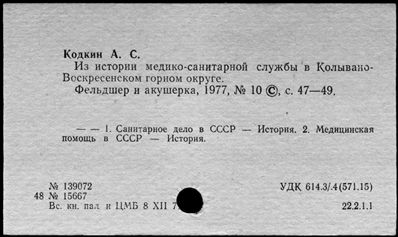 Кодкин А. С.
Из истории медико-санитарной службы в Колывано-
Воскресенском горном округе.
Фельдшер и акушерка, 1977, № 10 ©, с. 47—49.
— — 1. Санитарное дело в СССР — История. 2. Медицинская
помощь в СССР — История.
№ 139072
УДК 614.3/.4(571.15)
48 № 15667
Вс. кн. пал. и ЦМБ 8 XII 7
22.2.1.1